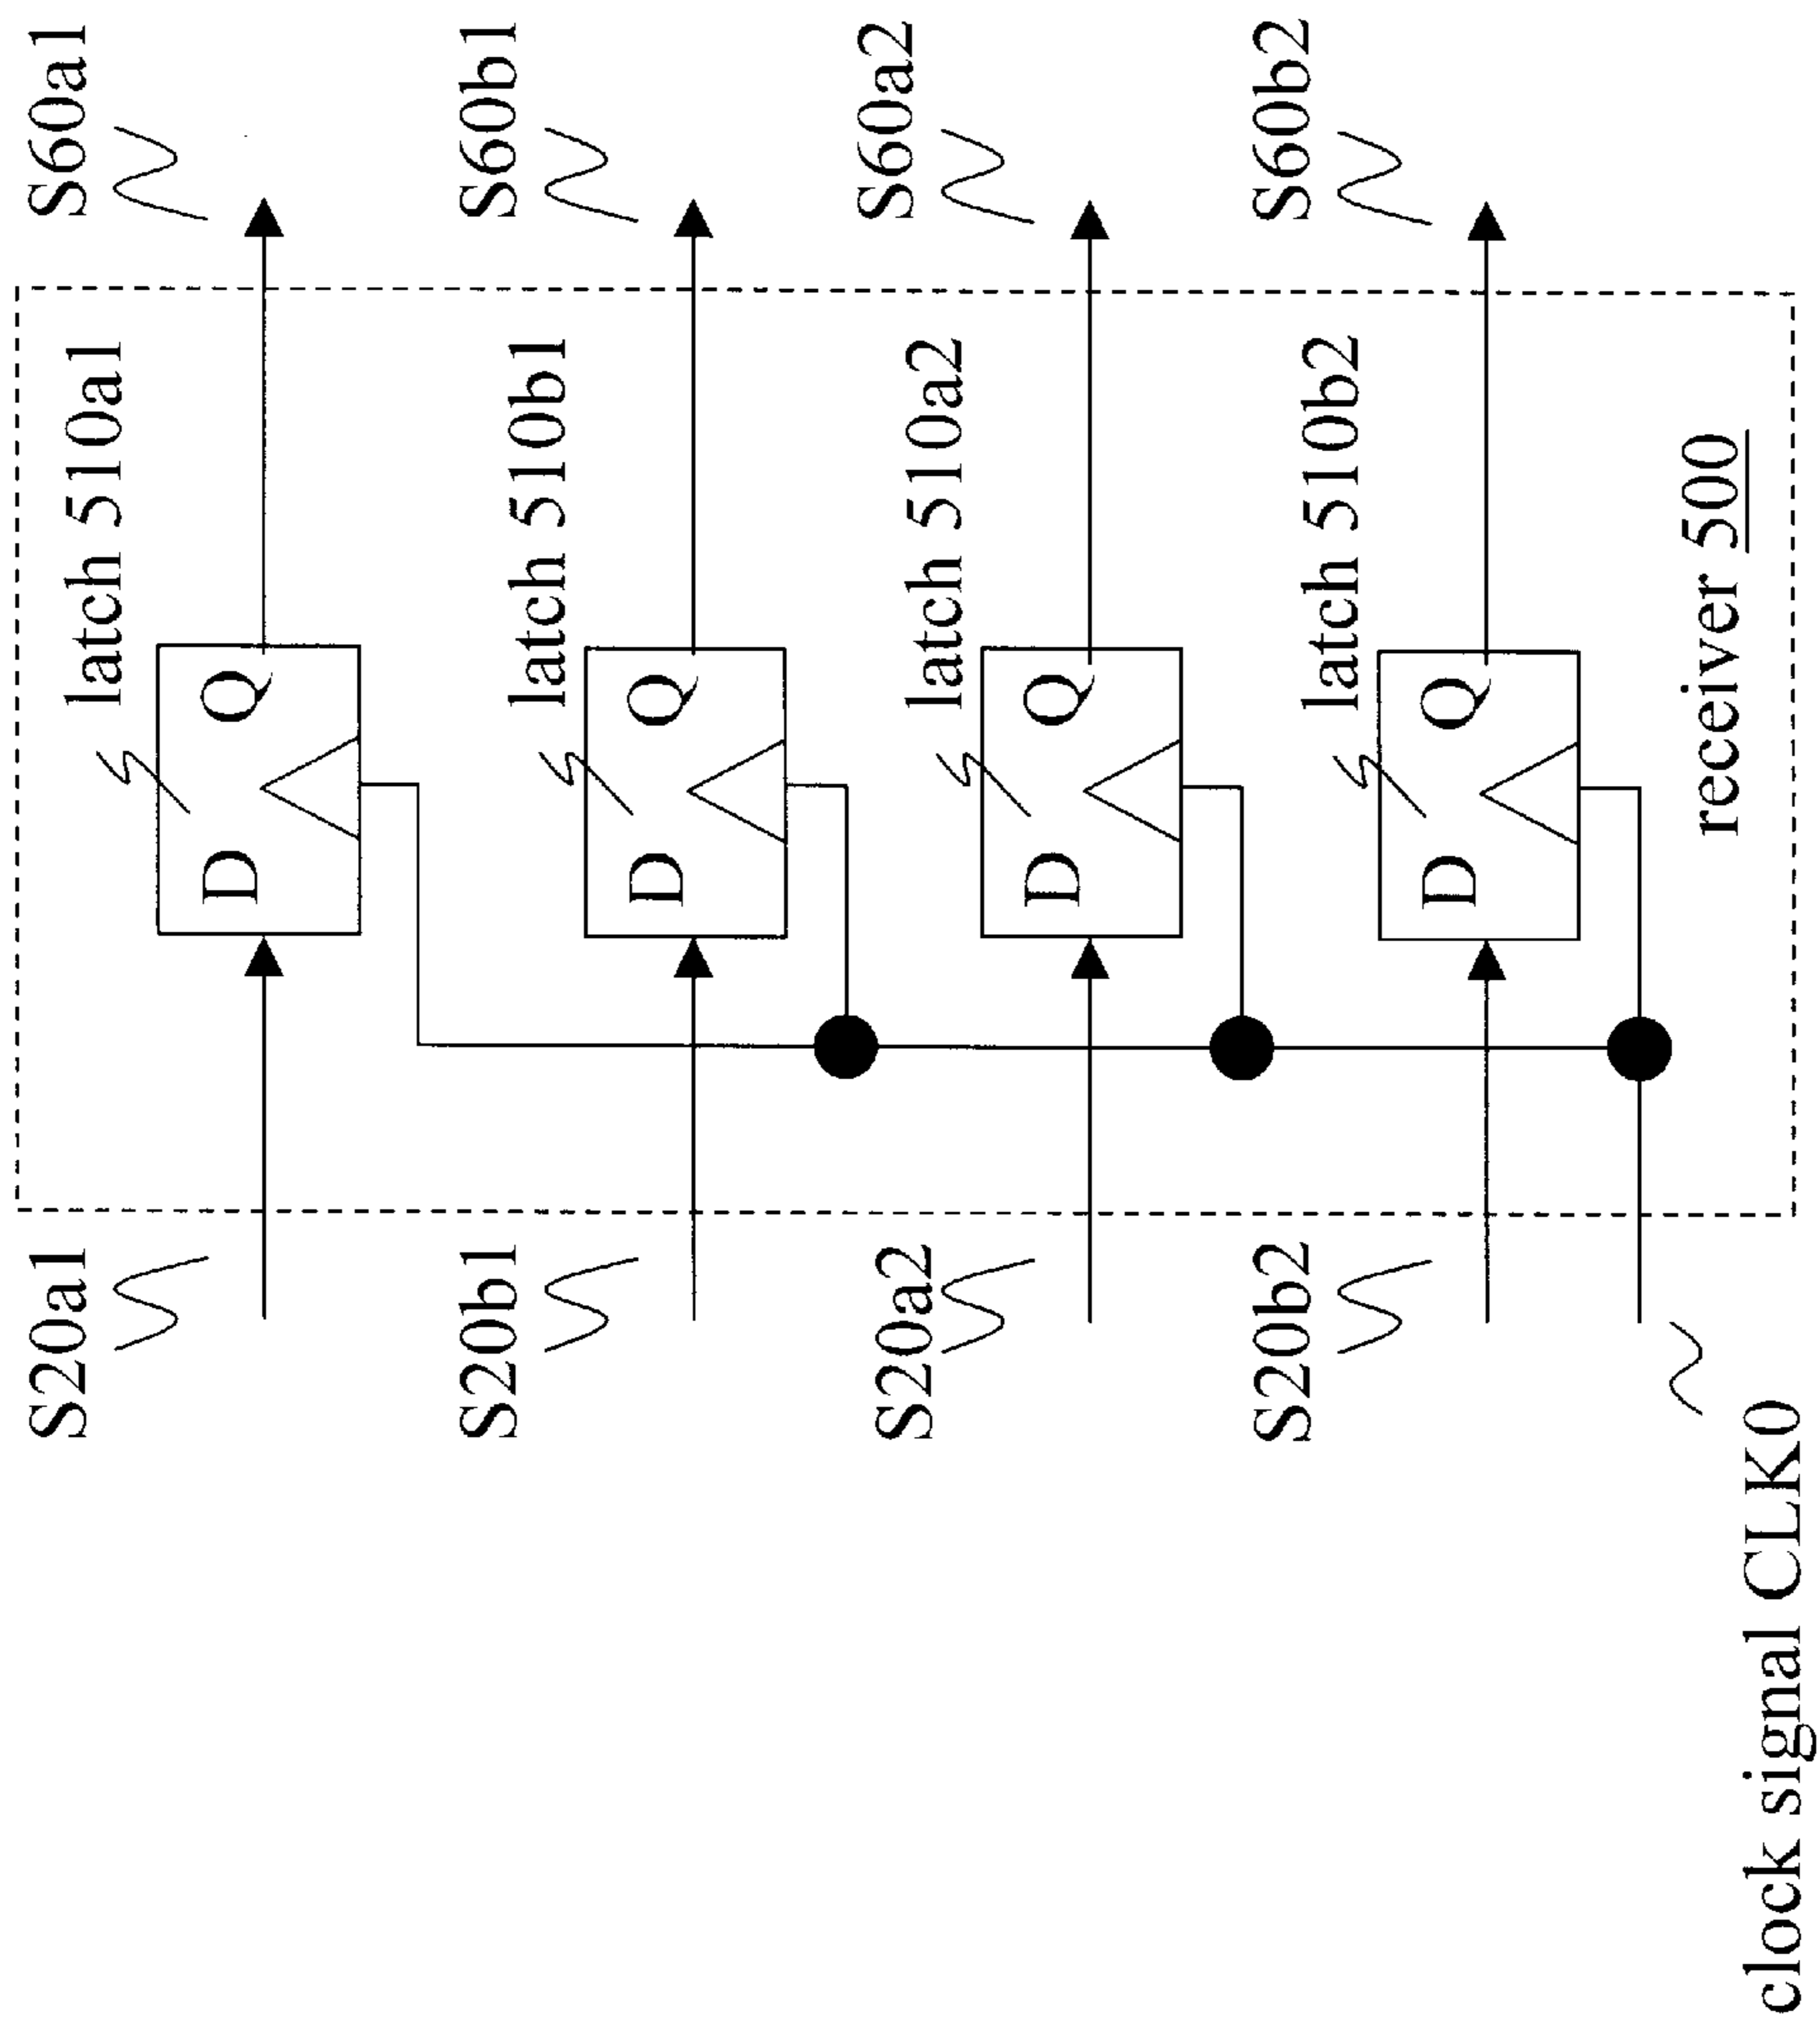 S20a1
latch 510a1
S60a1
D
Q
S20b1
latch 510b1
S60b1
D
Q
S20a2
latch 510a2
S60a2
D
Q
S20b2
latch 510b2
S60b2
D
Q
receiver 500
clock signal CLK0